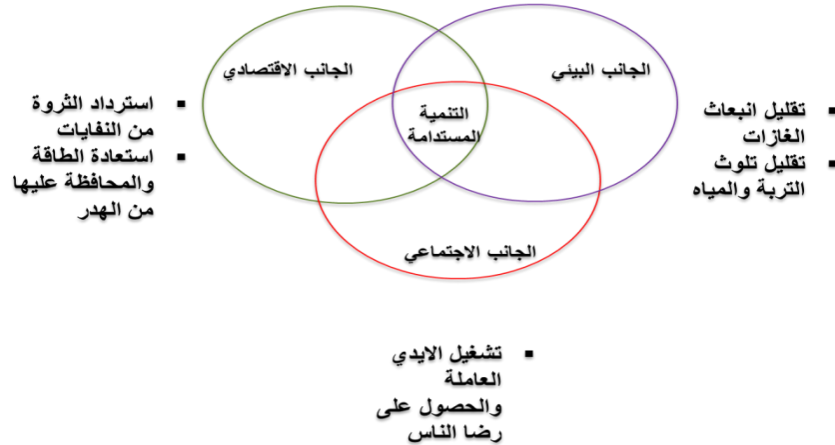 الجانب البيئي
الجانب الاقتصادي
التنمية
المستدامة
الجانب الاجتماعي
▪ تقليل انبعاث
الغازات
▪ تقليل تلوث
التربة والمياه
▪ استرداد الثروة
من النفايات
▪ استعادة الطاقة
والمحافظة عليها
من الهدر
▪ تشغيل الايدي
العاملة
والحصول على
رضا الناس